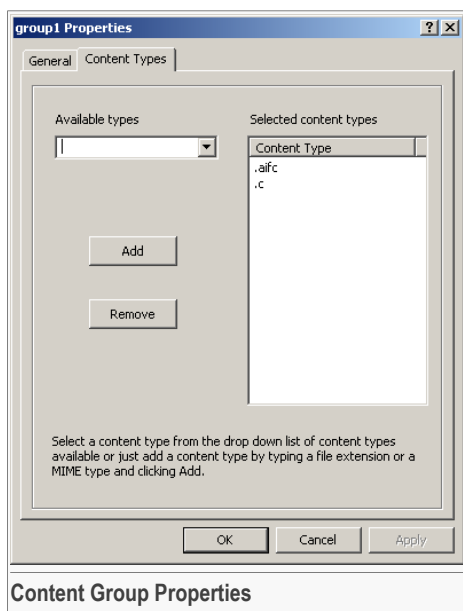 group1 Properties
General
Content Types
Available types
Selected content types
Content Type
.aifc
.c
Add
Remove
Select a content type from the drop down list of content types
available or just add a content type by typing a file extension or a
MIME type and clicking Add.
OK
Cancel
Apply
Content Group Properties